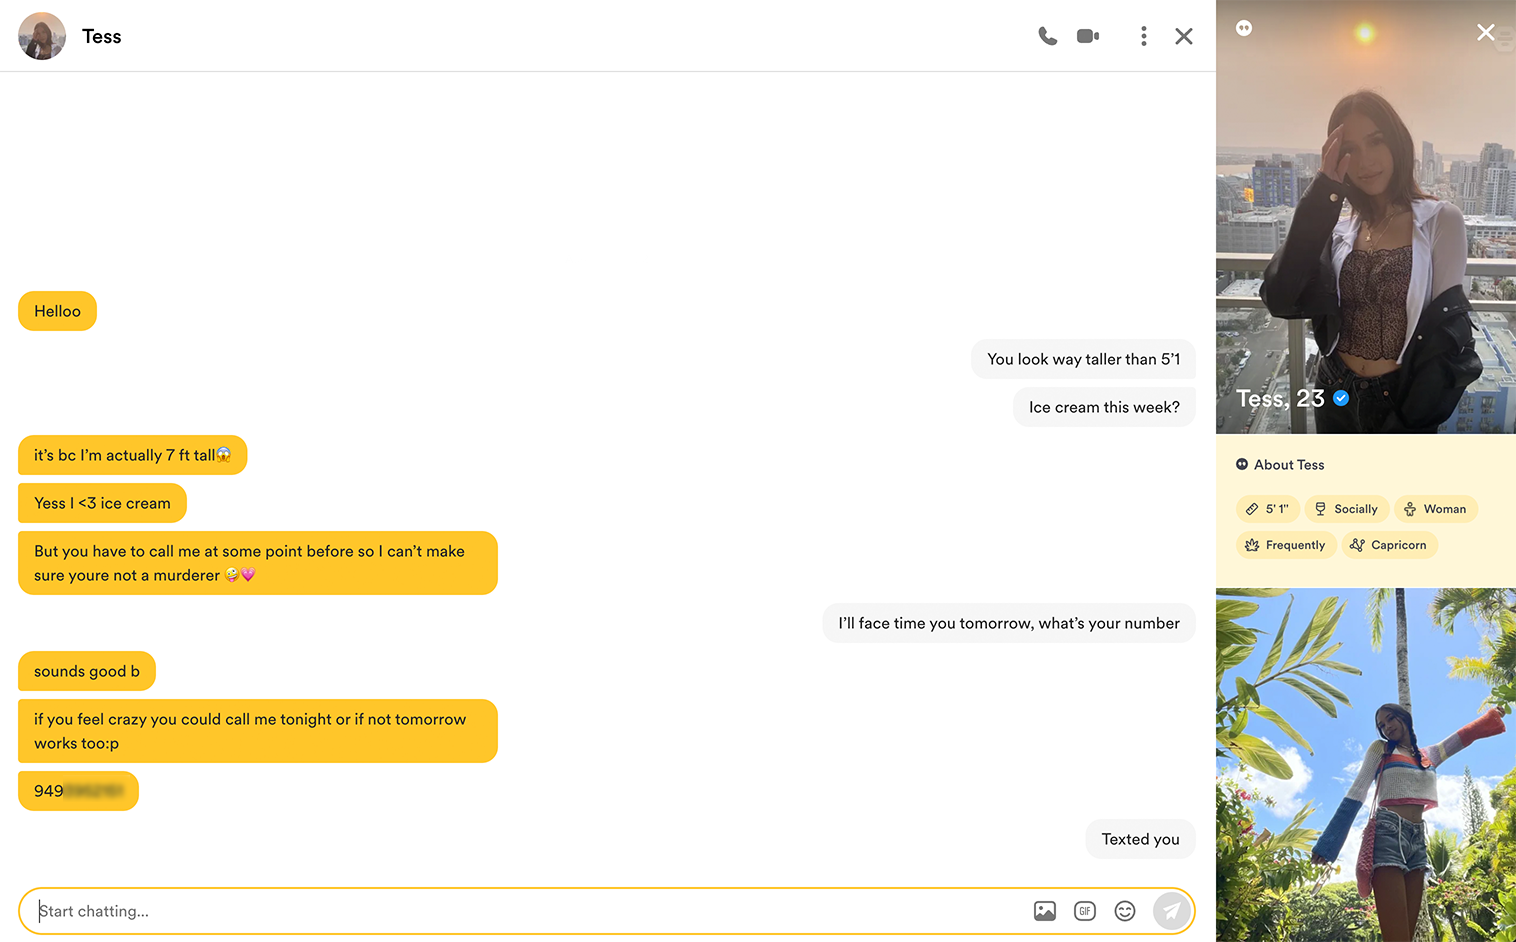 Tess
Helloo
You look way taller than 5’1
Ice cream this week?
it’s bc I’m actually 7 ft tall😱
Yess I <3 ice cream
But you have to call me at some point before so I can’t make
sure youre not a murderer 🤪💗
I’ll face time you tomorrow, what’s your number
sounds good b
if you feel crazy you could call me tonight or if not tomorrow
works too:p
949
Texted you
Start chatting...
GIF
Tess, 23
About Tess
5' 1"
Socially
Woman
Frequently
Capricorn